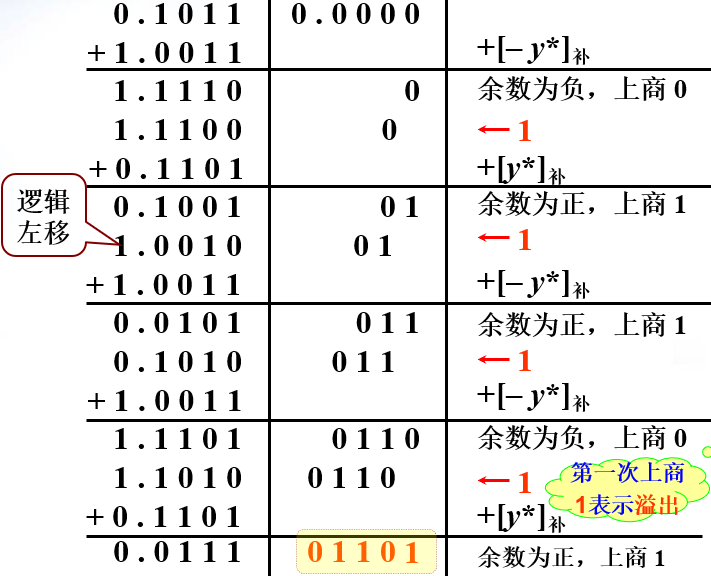 0.1011 0.0000
+1.0011 +[−y*]补
1.1110 0 余数为负，上商 0
1.1100 0 ←1
+0.1101 +[y*]补
0.1001 01 余数为正，上商 1
逻辑
左移
1.0010 01 ←1
+1.0011 +[−y*]补
0.0101 011 余数为正，上商 1
0.1010 011 ←1
+1.0011 +[−y*]补
1.1101 0110 余数为负，上商 0
1.1010 0110 ←1
第一次上商
1表示溢出
+0.1101 +[y*]补
0.0111 01101 余数为正，上商 1